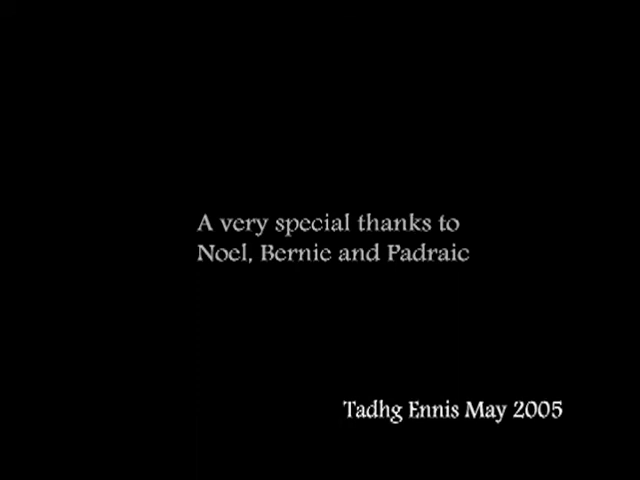 A very special thanks to
Noel, Bernie and Padraic
Tadhg Ennis May 2005